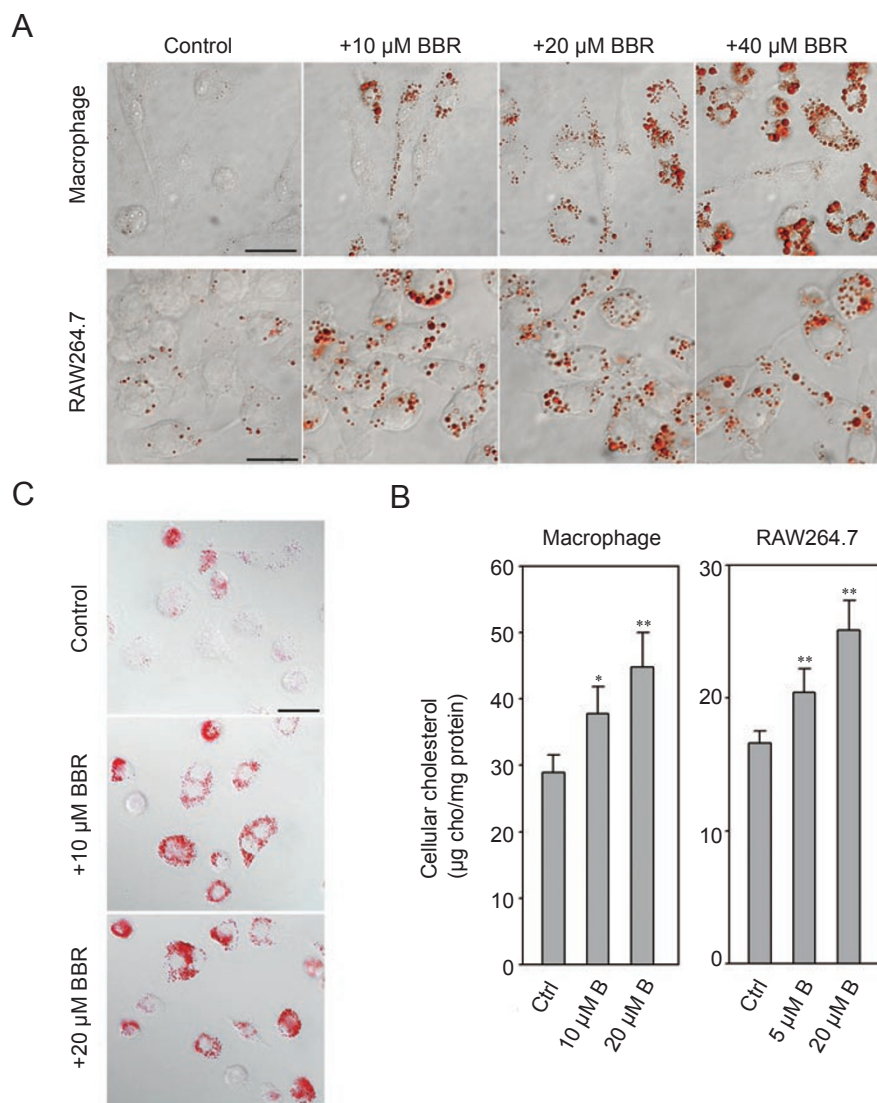 A
Control
+10 µM BBR
+20 µM BBR
+40 µM BBR
Macrophage
RAW264.7
C
Control
+10 µM BBR
+20 µM BBR
B
Macrophage
RAW264.7
Cellular cholesterol
(µg cho/mg protein)
60
50
40
30
30
20
0
*
**
Ctrl
10 µM B
20 µM B
30
20
10
0
**
**
Ctrl
5 µM B
20 µM B